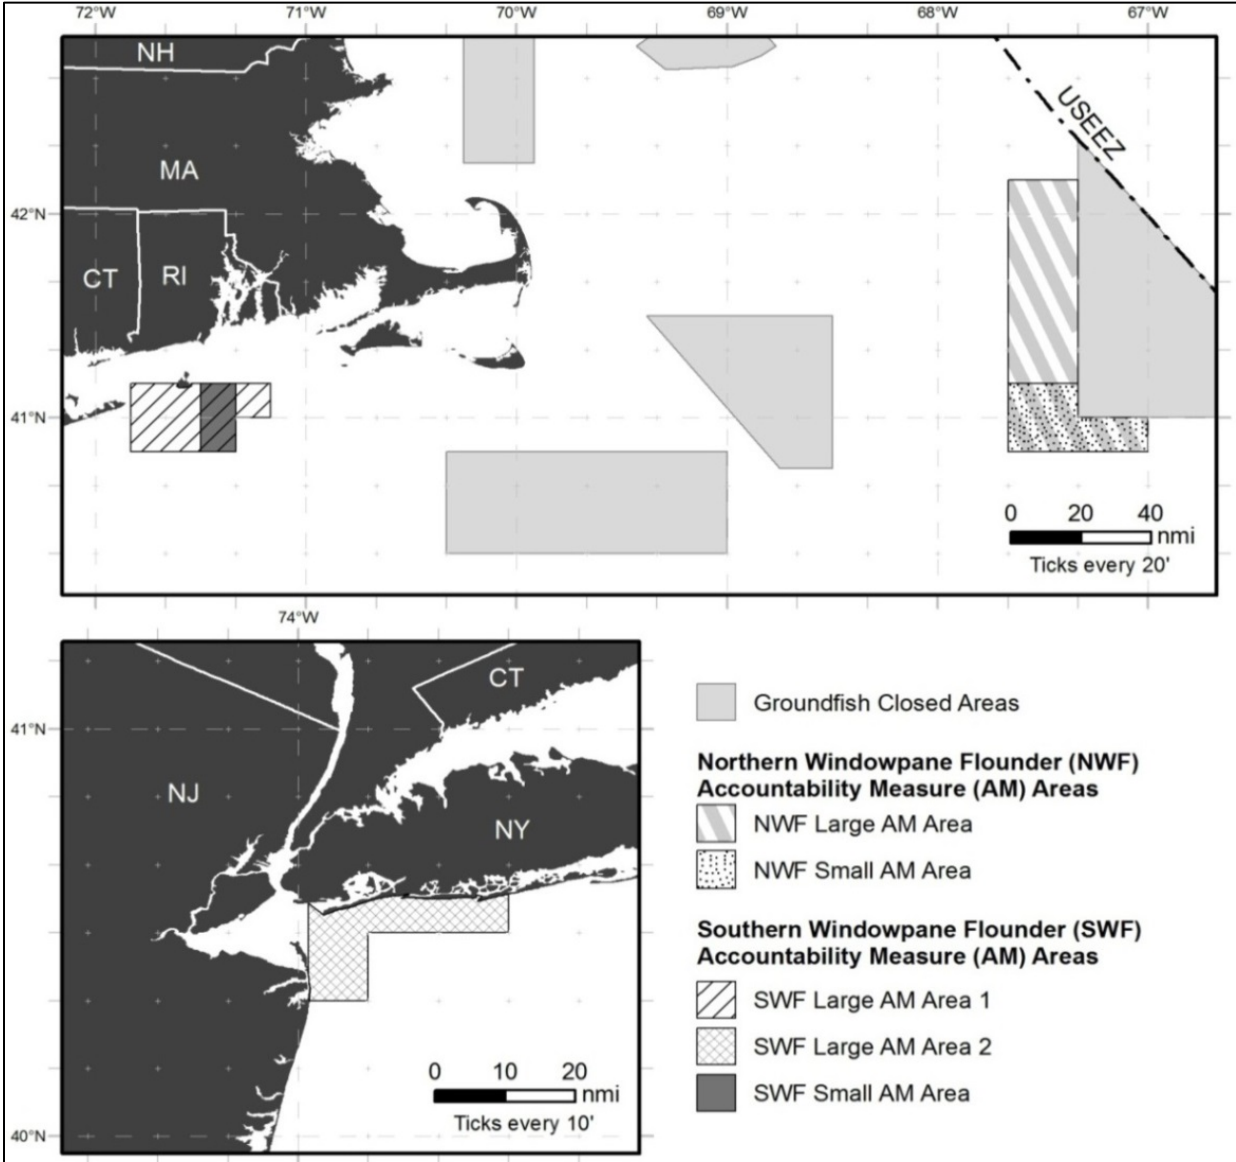 72°W 71°W 70°W 69°W 68°W 67°W
NH
USEEZ
MA
42°N
CT RI
41°N
0 20 40 nmi
Ticks every 20'
74°W
CT
41°N
NJ
NY
0 10 20 nmi
Ticks every 10'
40°N
Groundfish Closed Areas
Northern Windowpane Flounder (NWF)
Accountability Measure (AM) Areas
NWF Large AM Area
NWF Small AM Area
Southern Windowpane Flounder (SWF)
Accountability Measure (AM) Areas
SWF Large AM Area 1
SWF Large AM Area 2
SWF Small AM Area